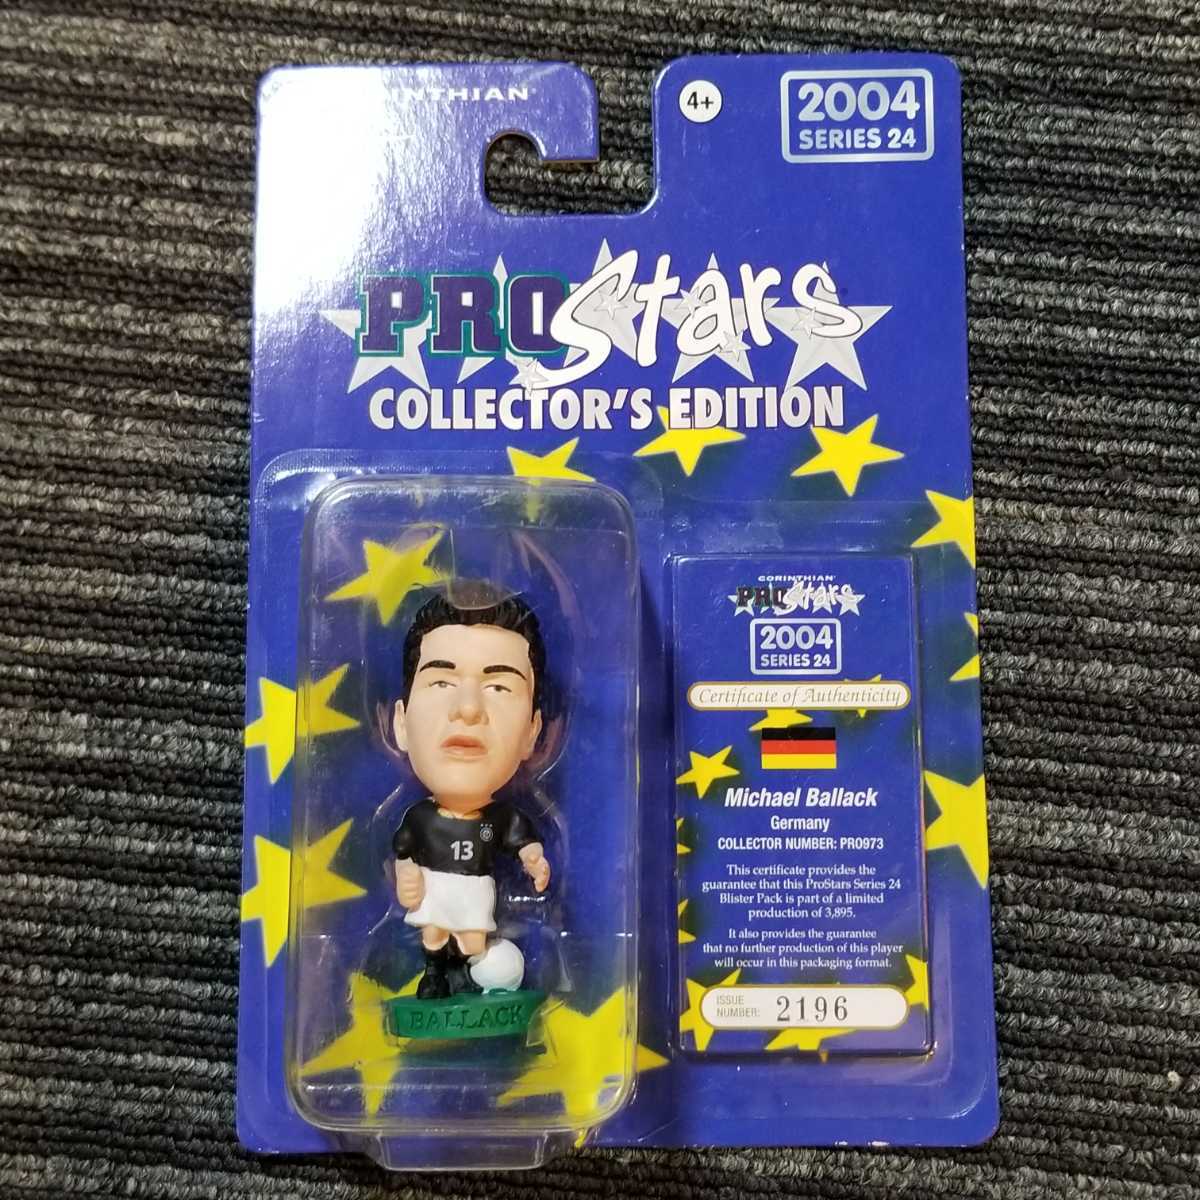 CORINTHIAN
4+
2004
SERIES 24
PROStars
COLLECTOR'S EDITION
13
BALLACK
CORINTHIAN
PROStars
2004
SERIES 24
Certificate of Authenticity
Michael Ballack
Germany
COLLECTOR NUMBER: PRO973
This certificate provides the
guarantee that this ProStars Series 24
Blister Pack is part of a limited
production of 3,895.
It also provides the guarantee
that no further production of this player
will occur in this packaging format.
ISSUE
NUMBER: 2196